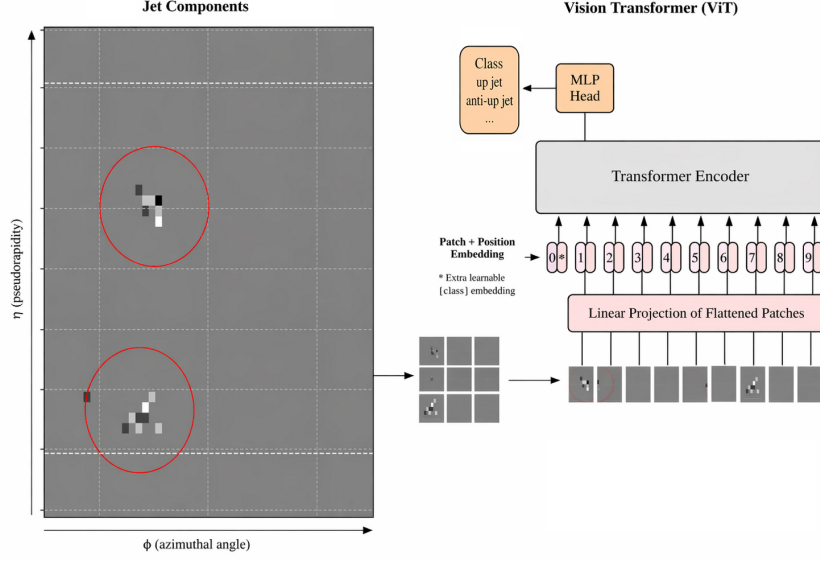 Jet Components
η (pseudorapidity)
ϕ (azimuthal angle)
Vision Transformer (ViT)
Class
up jet
anti-up jet
...
MLP
Head
Transformer Encoder
Patch + Position
Embedding
* Extra learnable
[class] embedding
0 * 1 2 3 4 5 6 7 8 9
Linear Projection of Flattened Patches